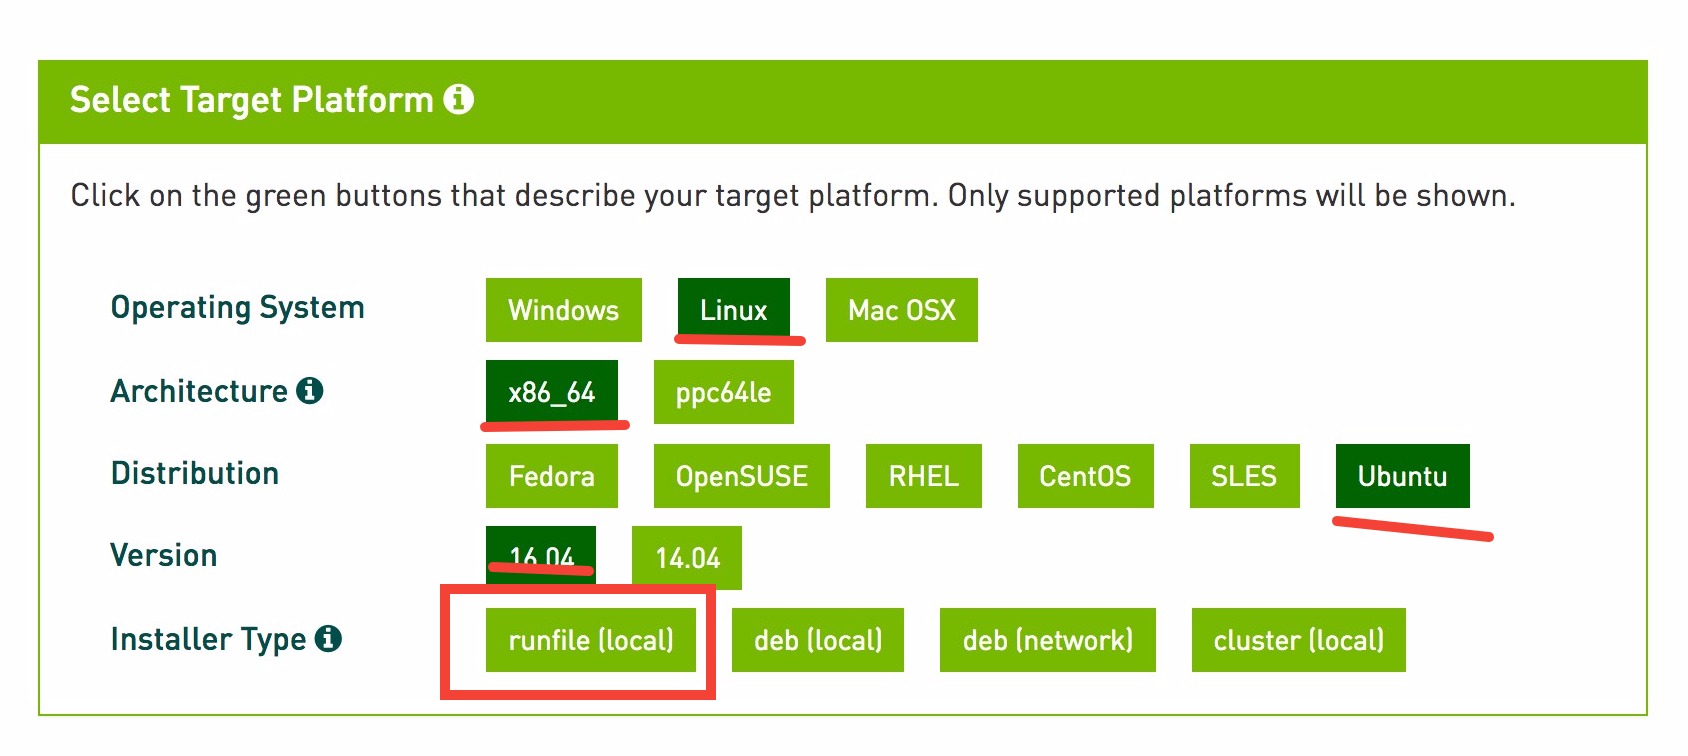 Select Target Platform
Click on the green buttons that describe your target platform. Only supported platforms will be shown.
Operating System Windows Linux Mac OSX
Architecture x86_64 ppc64le
Distribution Fedora OpenSUSE RHEL CentOS SLES Ubuntu
Version 16.04 14.04
Installer Type runfile (local) deb (local) deb (network) cluster (local)